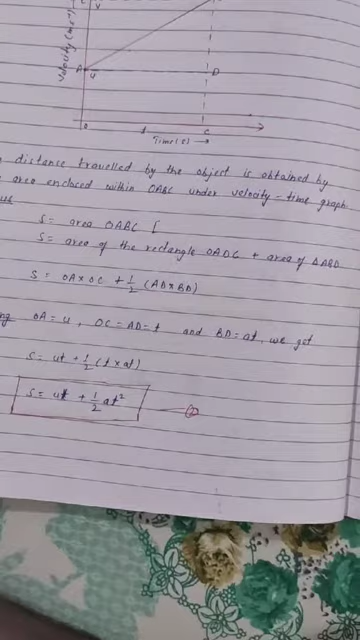 v
Velocity (ms⁻¹)
A u D
O t C
Time(s) →
distance travelled by the object is obtained by
area enclosed within OABC under velocity-time graph
S = area OABC [
S = area of the rectangle OADC + area of ΔABD
S = OA × OC + 1/2 (AD × BD)
OA = u, OC = AD = t and BD = at, we get
S = ut + 1/2 (t × at)
S = ut + 1/2 at² —②